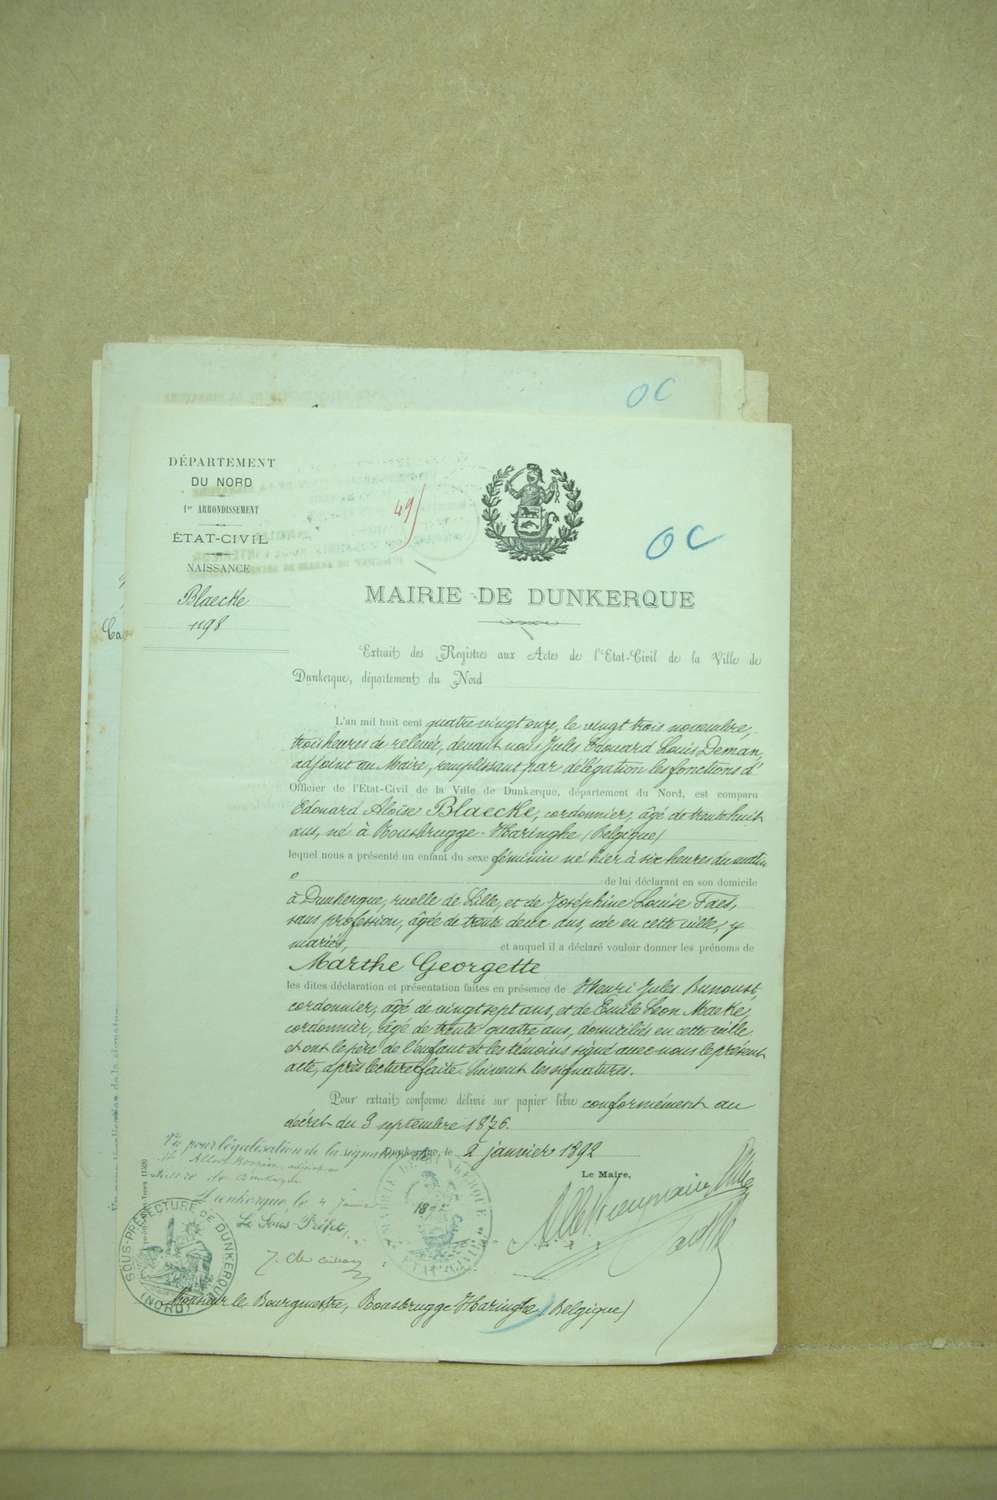 OC
DÉPARTEMENT
DU NORD
1er ARRONDISSEMENT
ÉTAT-CIVIL
NAISSANCE
Blaecke
1198
49
OC
MAIRIE DE DUNKERQUE
Extrait des Registres aux Actes de l'Etat-Civil de la Ville de
Dunkerque, département du Nord
L'an mil huit cent quatre vingt onze, le vingt trois novembre,
trois heures de relevée, devant nous Jules Edouard Louis Deman,
adjoint au Maire, remplissant par délégation les fonctions d'
Officier de l'Etat-Civil de la Ville de Dunkerque, département du Nord, est comparu
Edouard Aloïse Blaecke, cordonnier, âgé de trente huit
ans, né à Rousbrugge-Haringhe (Belgique)
lequel nous a présenté un enfant du sexe féminin né hier à six heures du matin
de lui déclarant en son domicile
à Dunkerque, ruelle de Lille, et de Joséphine Louise Faes,
sans profession, âgée de trente deux ans, née en cette ville, y
mariés, et auquel il a déclaré vouloir donner les prénoms de
Marthe Georgette
les dites déclaration et présentation faites en présence de Henri Jules
cordonnier, âgé de vingt sept ans, et de Emile Léon
cordonnier, âgé de trente quatre ans, domiciliés en cette ville
et ont le père de l'enfant et les témoins signé avec nous le présent
acte, après lecture faite. Suivent les signatures.
Pour extrait conforme délivré sur papier libre conformément au
décret du 9 septembre 1876.
Dunkerque, le 2 janvier 1892
Le Maire,
Vu pour légalisation de la signature
Dunkerque, le 4 Janvier
Le Sous Préfet,
SOUS-PRÉFECTURE DE DUNKERQUE
(NORD)
Monsieur le Bourgmestre, Rousbrugge Haringhe (Belgique)